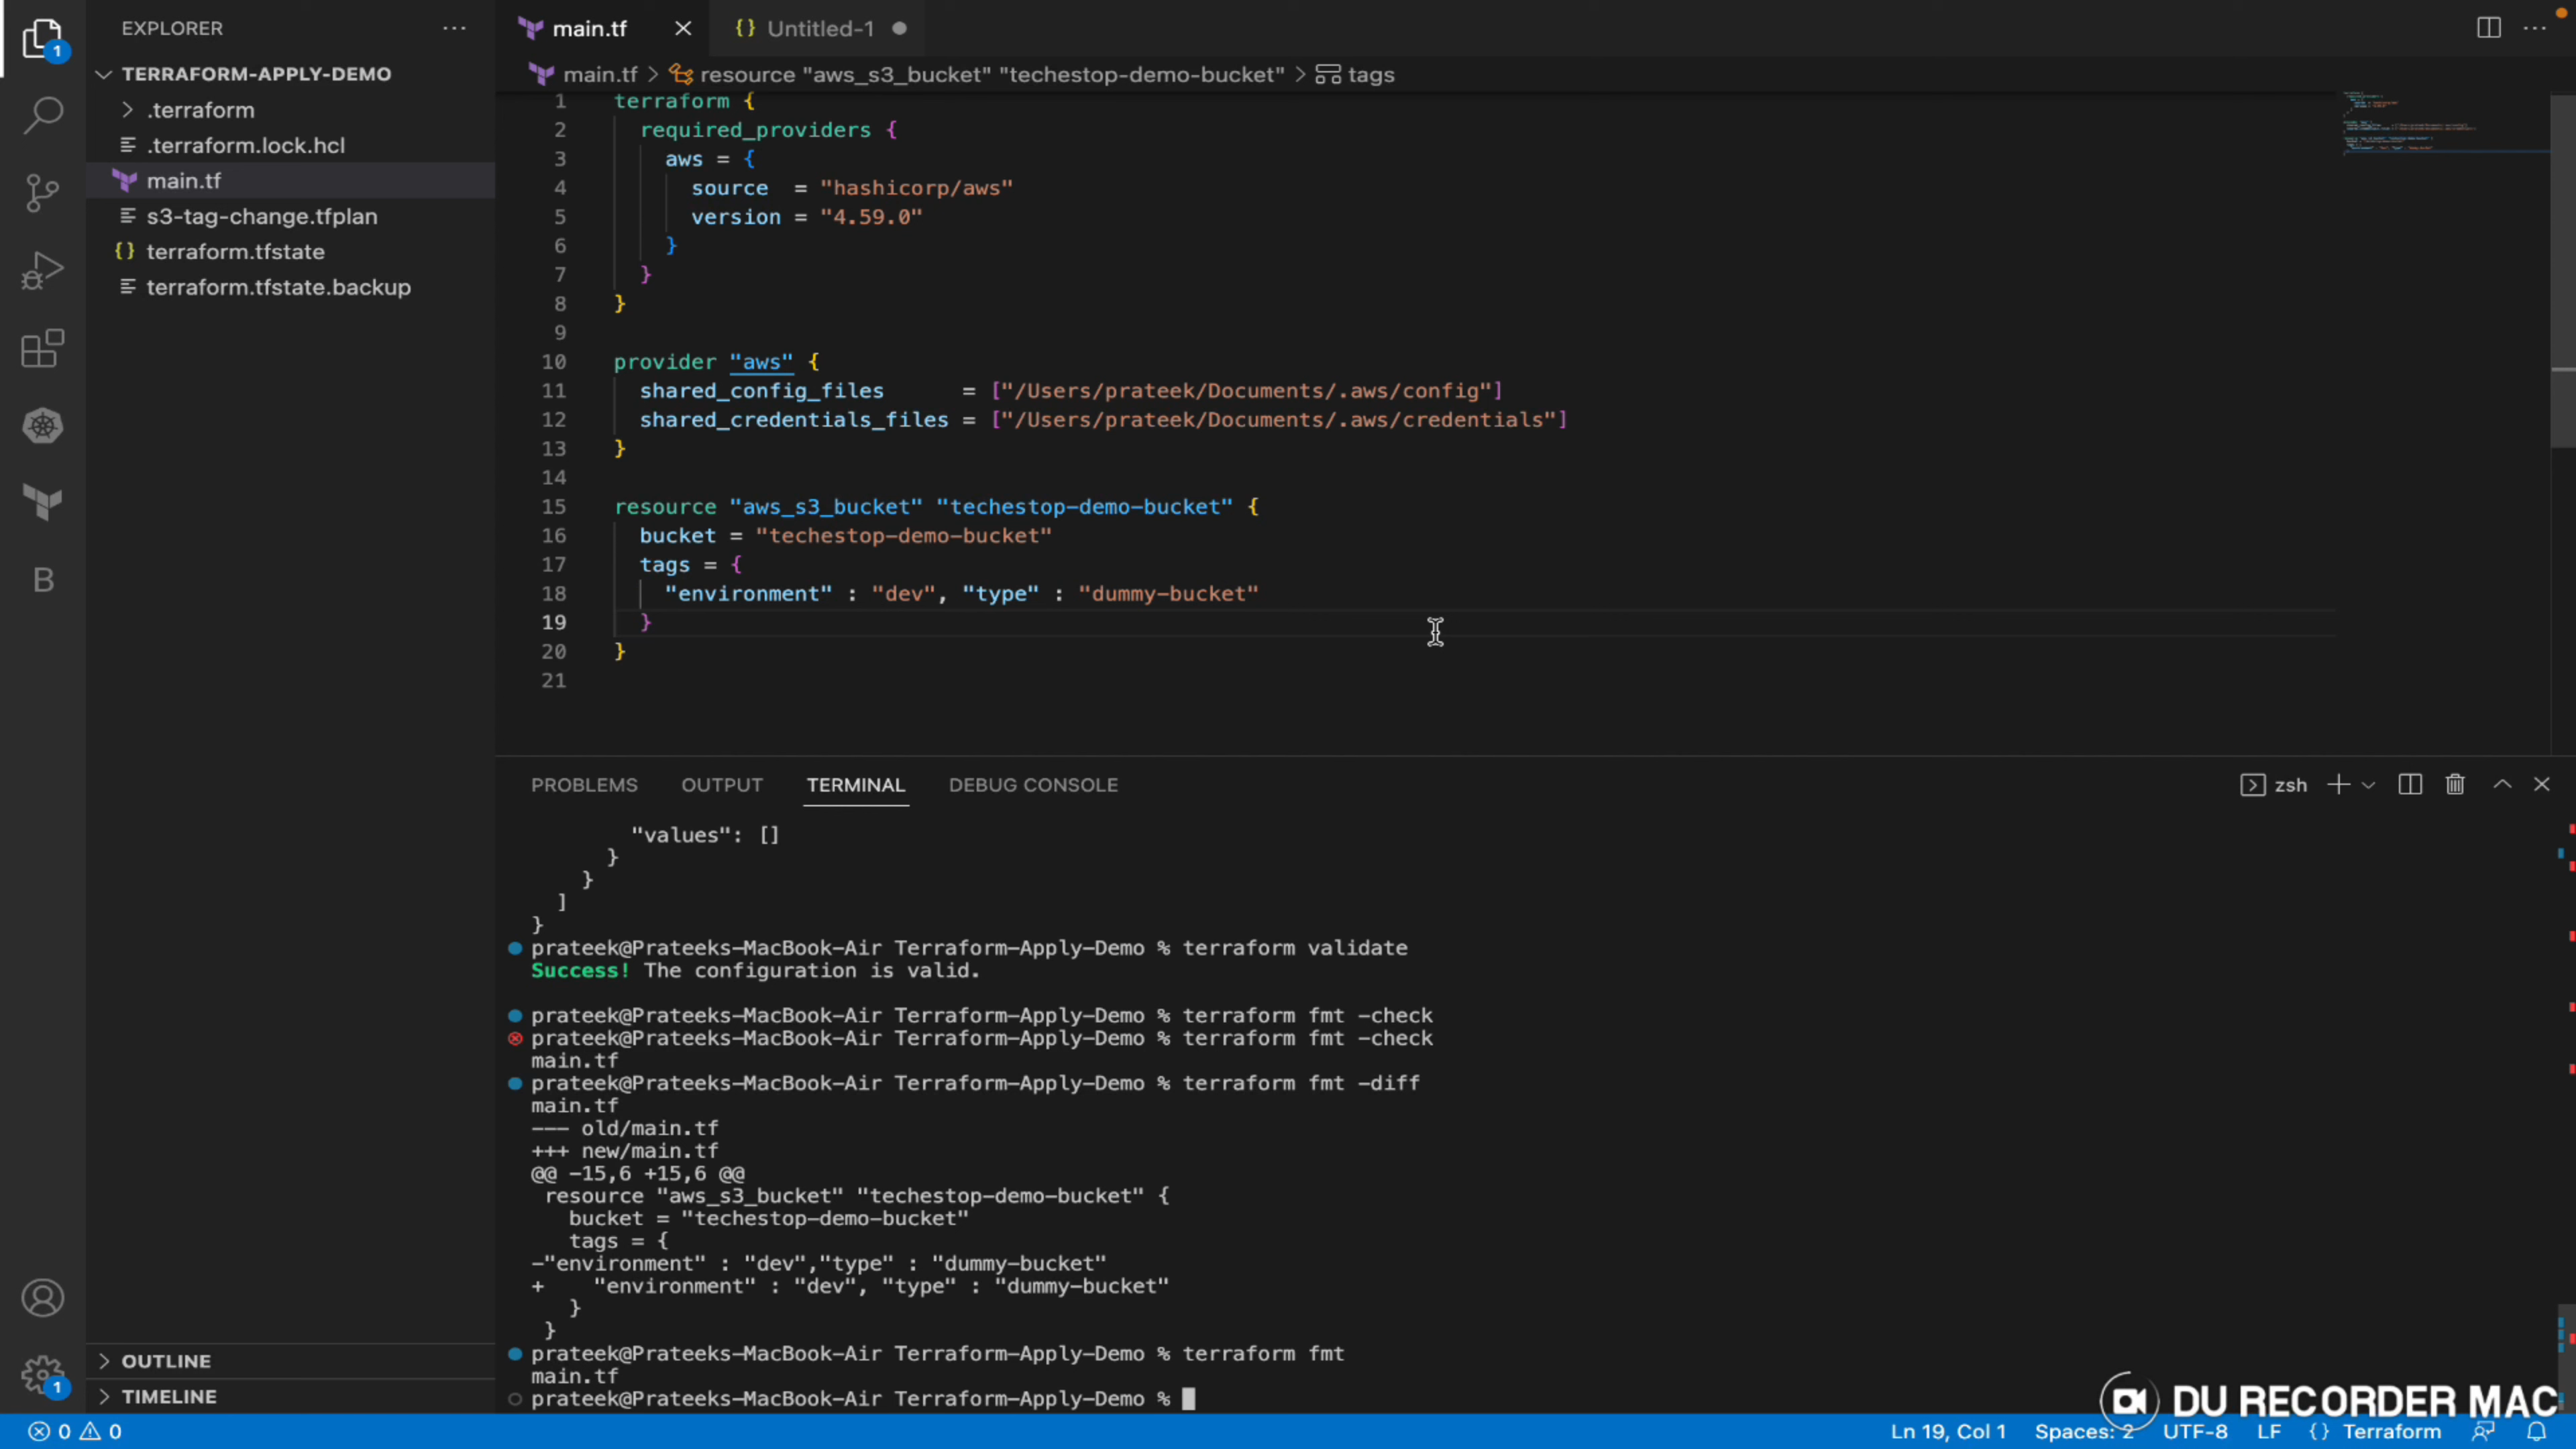 1
EXPLORER
TERRAFORM-APPLY-DEMO
.terraform
.terraform.lock.hcl
main.tf
s3-tag-change.tfplan
terraform.tfstate
terraform.tfstate.backup
B
OUTLINE
1
TIMELINE
main.tf
Untitled-1
main.tf > resource "aws_s3_bucket" "techestop-demo-bucket" > tags
1 terraform {
2 required_providers {
3 aws = {
4 source = "hashicorp/aws"
5 version = "4.59.0"
6 }
7 }
8 }
9
10 provider "aws" {
11 shared_config_files = ["/Users/prateek/Documents/.aws/config"]
12 shared_credentials_files = ["/Users/prateek/Documents/.aws/credentials"]
13 }
14
15 resource "aws_s3_bucket" "techestop-demo-bucket" {
16 bucket = "techestop-demo-bucket"
17 tags = {
18 "environment" : "dev", "type" : "dummy-bucket"
19 }
20 }
21
PROBLEMS OUTPUT TERMINAL DEBUG CONSOLE zsh
"values": []
}
}
]
}
prateek@Prateeks-MacBook-Air Terraform-Apply-Demo % terraform validate
Success! The configuration is valid.
prateek@Prateeks-MacBook-Air Terraform-Apply-Demo % terraform fmt -check
prateek@Prateeks-MacBook-Air Terraform-Apply-Demo % terraform fmt -check
main.tf
prateek@Prateeks-MacBook-Air Terraform-Apply-Demo % terraform fmt -diff
main.tf
--- old/main.tf
+++ new/main.tf
@@ -15,6 +15,6 @@
resource "aws_s3_bucket" "techestop-demo-bucket" {
bucket = "techestop-demo-bucket"
tags = {
-"environment" : "dev","type" : "dummy-bucket"
+ "environment" : "dev", "type" : "dummy-bucket"
}
}
prateek@Prateeks-MacBook-Air Terraform-Apply-Demo % terraform fmt
main.tf
prateek@Prateeks-MacBook-Air Terraform-Apply-Demo %
DU RECORDER MAC
0 0 Ln 19, Col 1 Spaces: 2 UTF-8 LF {} Terraform